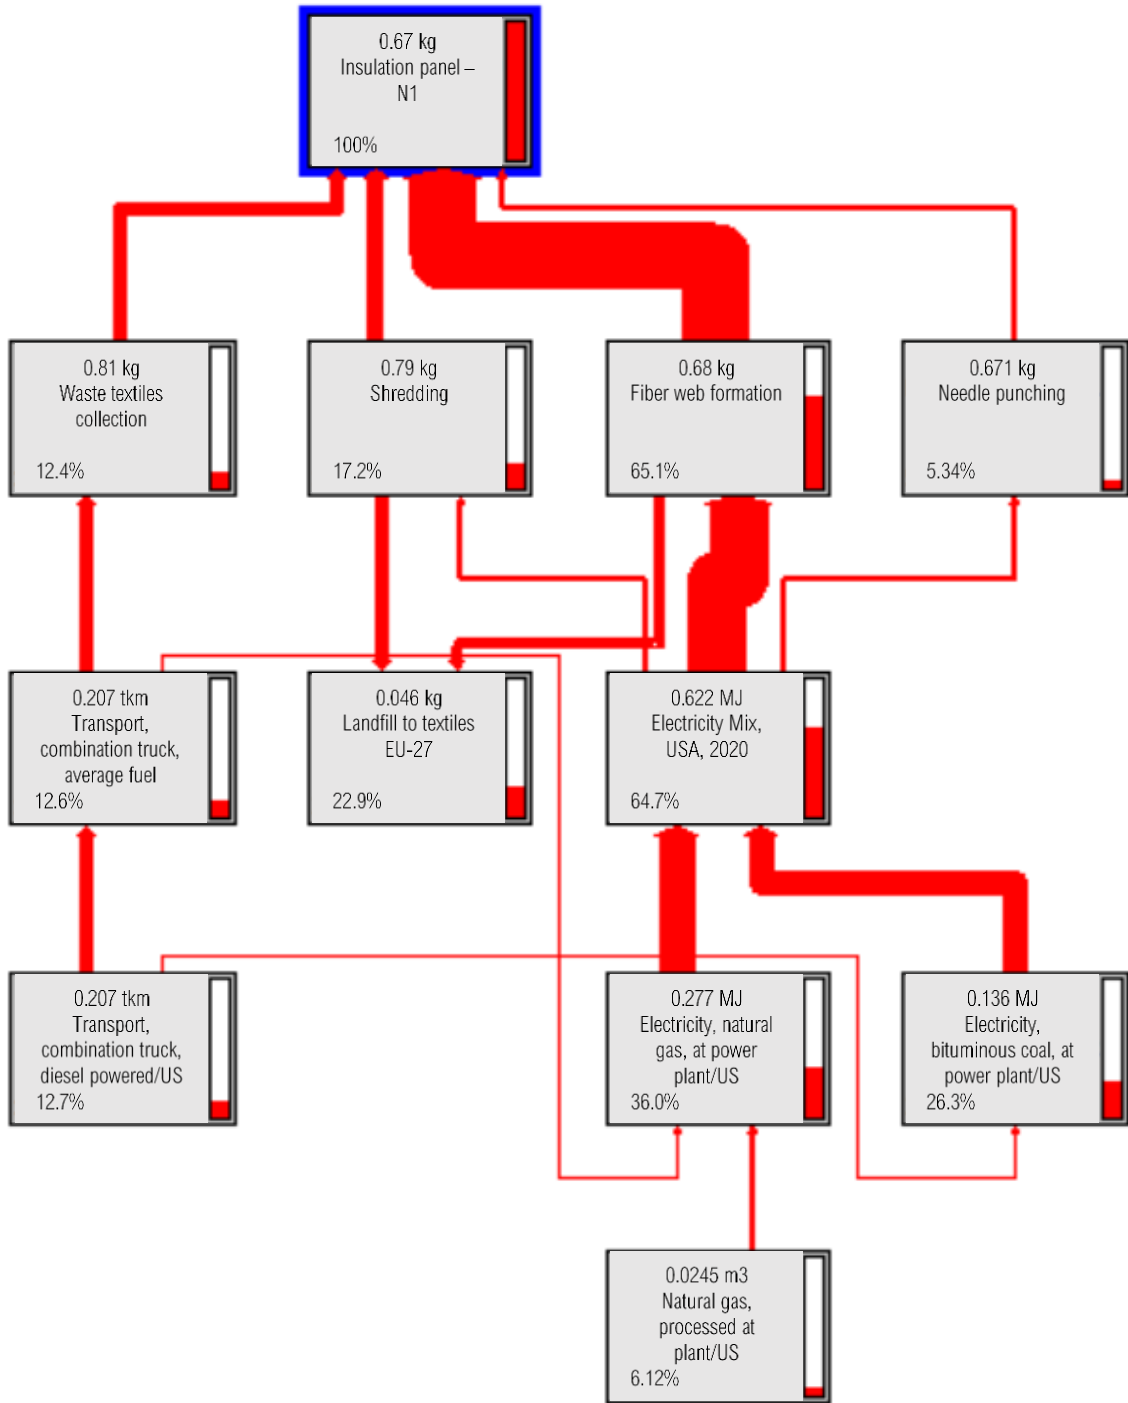 0.67 kg
Insulation panel –
N1
100%
0.81 kg
Waste textiles
collection
12.4%
0.79 kg
Shredding
17.2%
0.68 kg
Fiber web formation
65.1%
0.671 kg
Needle punching
5.34%
0.207 tkm
Transport,
combination truck,
average fuel
12.6%
0.046 kg
Landfill to textiles
EU-27
22.9%
0.622 MJ
Electricity Mix,
USA, 2020
64.7%
0.207 tkm
Transport,
combination truck,
diesel powered/US
12.7%
0.277 MJ
Electricity, natural
gas, at power
plant/US
36.0%
0.136 MJ
Electricity,
bituminous coal, at
power plant/US
26.3%
0.0245 m3
Natural gas,
processed at
plant/US
6.12%